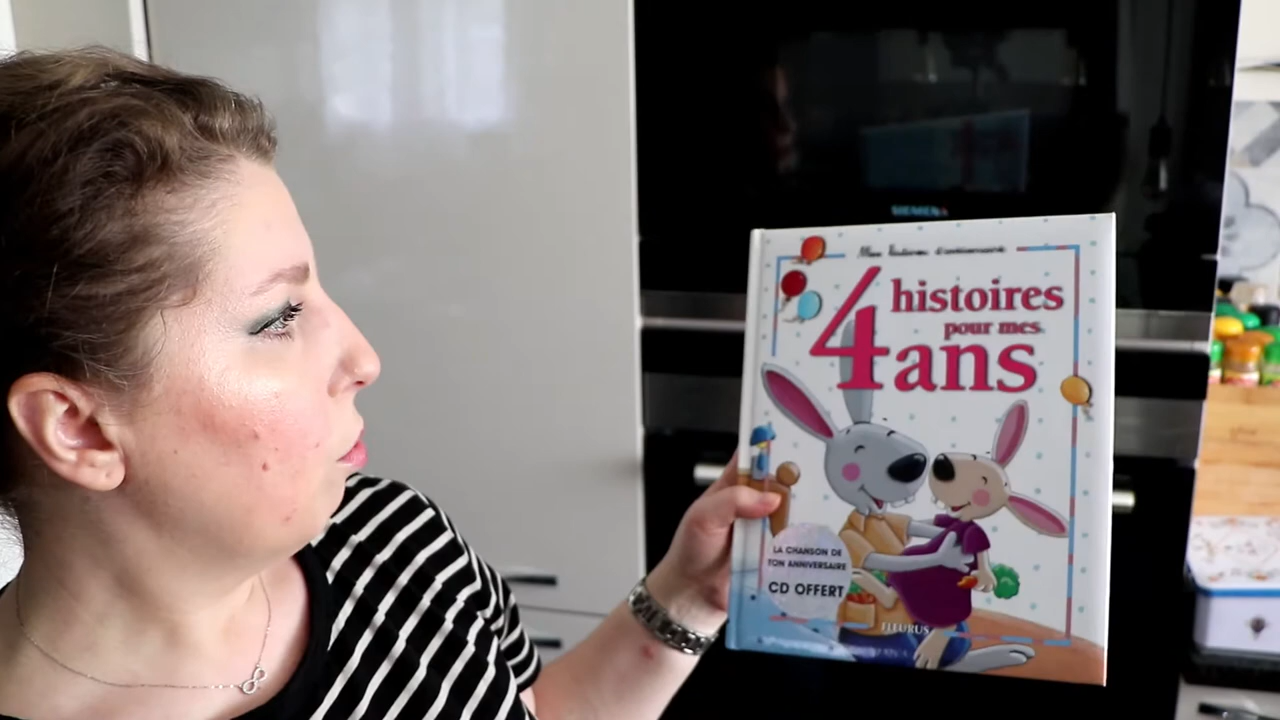 SIEMENS
Mes histoires d'anniversaire
4 histoires
pour mes
ans
LA CHANSON DE
TON ANNIVERSAIRE
CD OFFERT
FLEURUS